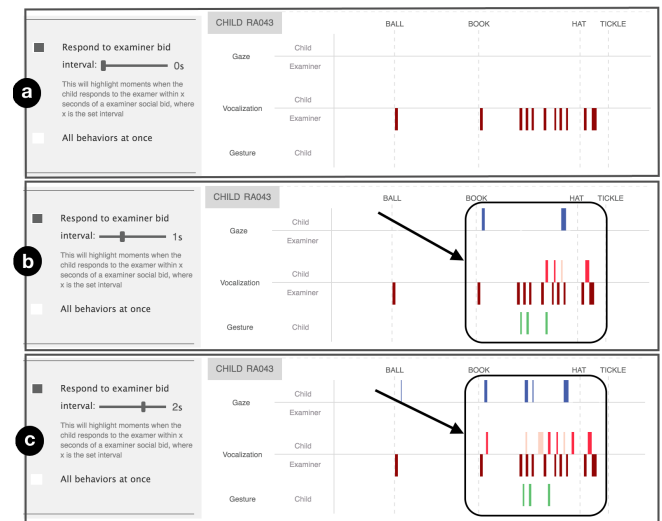 a
Respond to examiner bid
interval: 0s
This will highlight moments when the
child responds to the examer within x
seconds of a examiner social bid, where
x is the set interval
All behaviors at once
CHILD RA043
BALL BOOK HAT TICKLE
Gaze
Child
Examiner
Vocalization
Child
Examiner
Gesture
Child
b
Respond to examiner bid
interval: 1s
This will highlight moments when the
child responds to the examer within x
seconds of a examiner social bid, where
x is the set interval
All behaviors at once
CHILD RA043
BALL BOOK HAT TICKLE
Gaze
Child
Examiner
Vocalization
Child
Examiner
Gesture
Child
c
Respond to examiner bid
interval: 2s
This will highlight moments when the
child responds to the examer within x
seconds of a examiner social bid, where
x is the set interval
All behaviors at once
CHILD RA043
BALL BOOK HAT TICKLE
Gaze
Child
Examiner
Vocalization
Child
Examiner
Gesture
Child